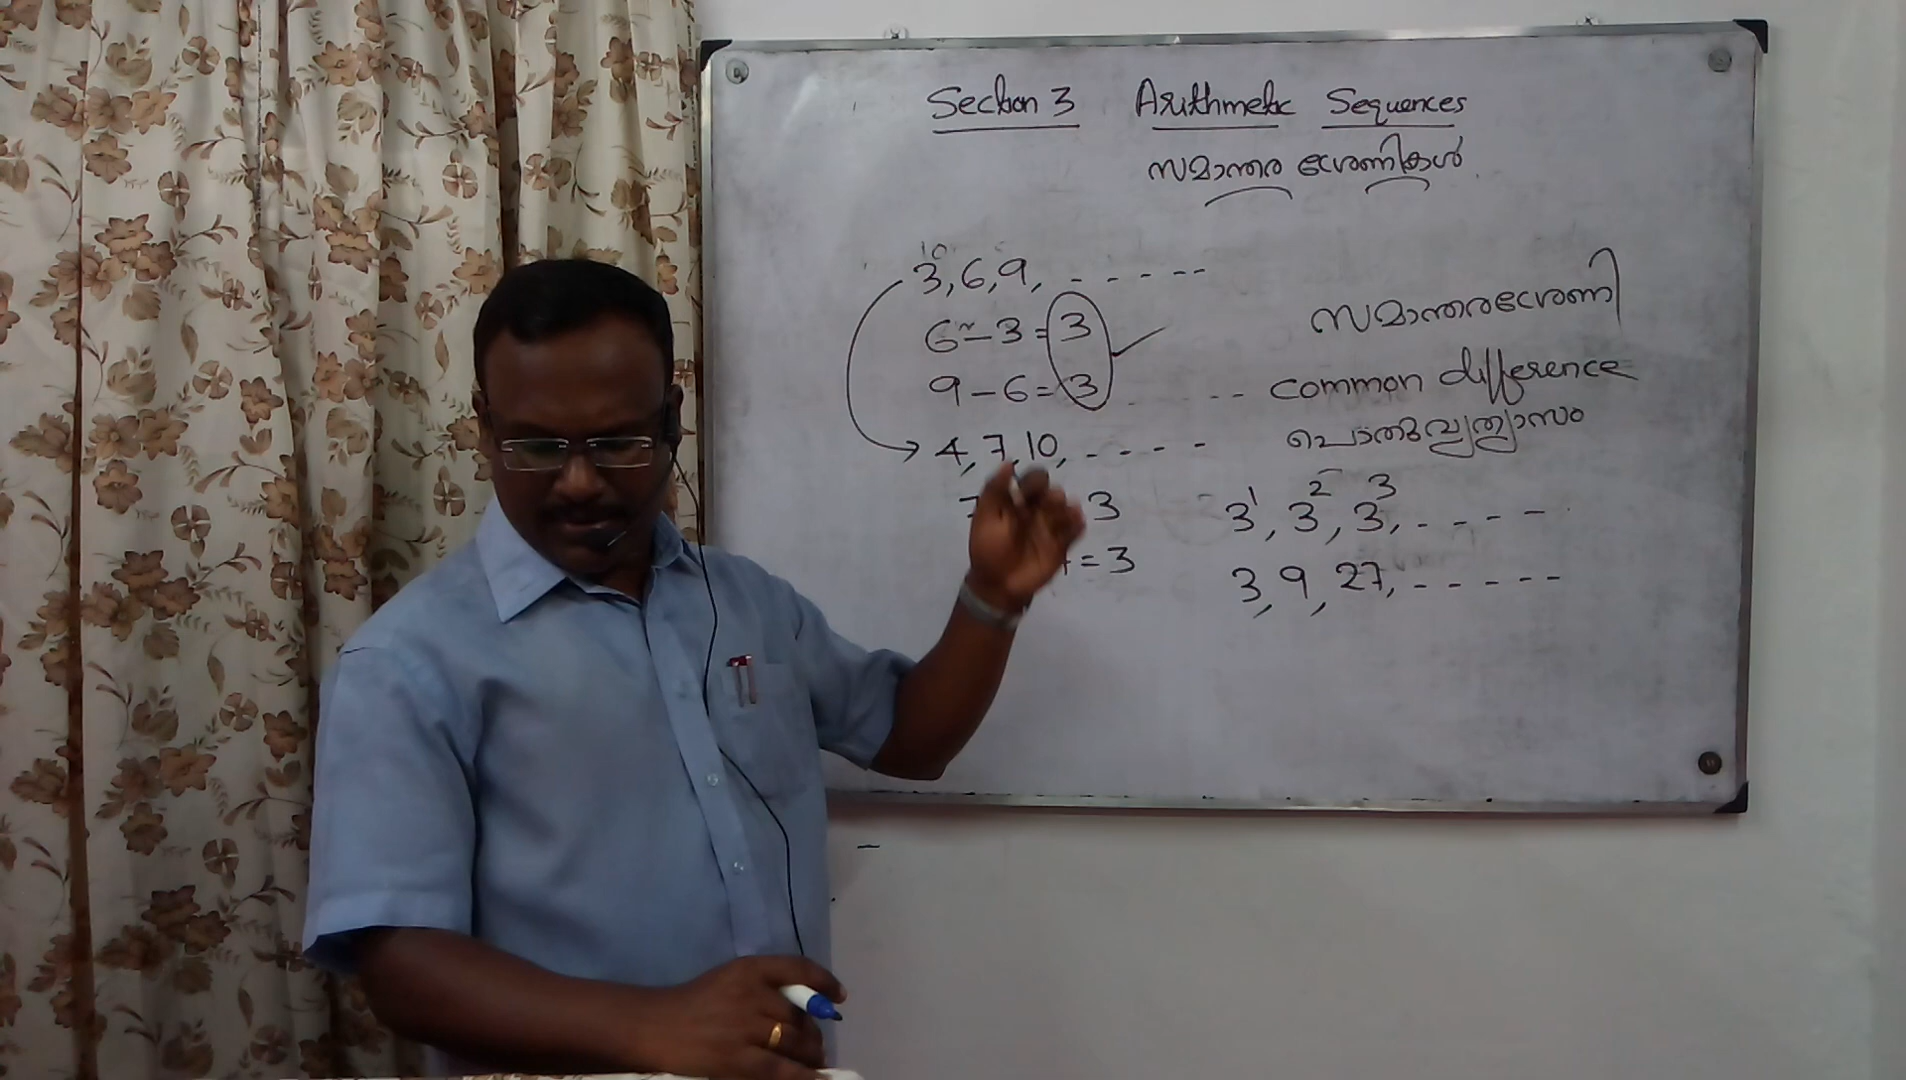 Section 3 Arithmetic Sequences
സമാന്തര ശ്രേണികൾ
3, 6, 9, - - - - -
6 - 3 = 3
സമാന്തരശ്രേണി
9 - 6 = 3 - - - - common difference
പൊതുവ്യത്യാസം
4, 7, 10, - - - -
3
= 3
3¹, 3², 3³, - - - -
3, 9, 27, - - - - -